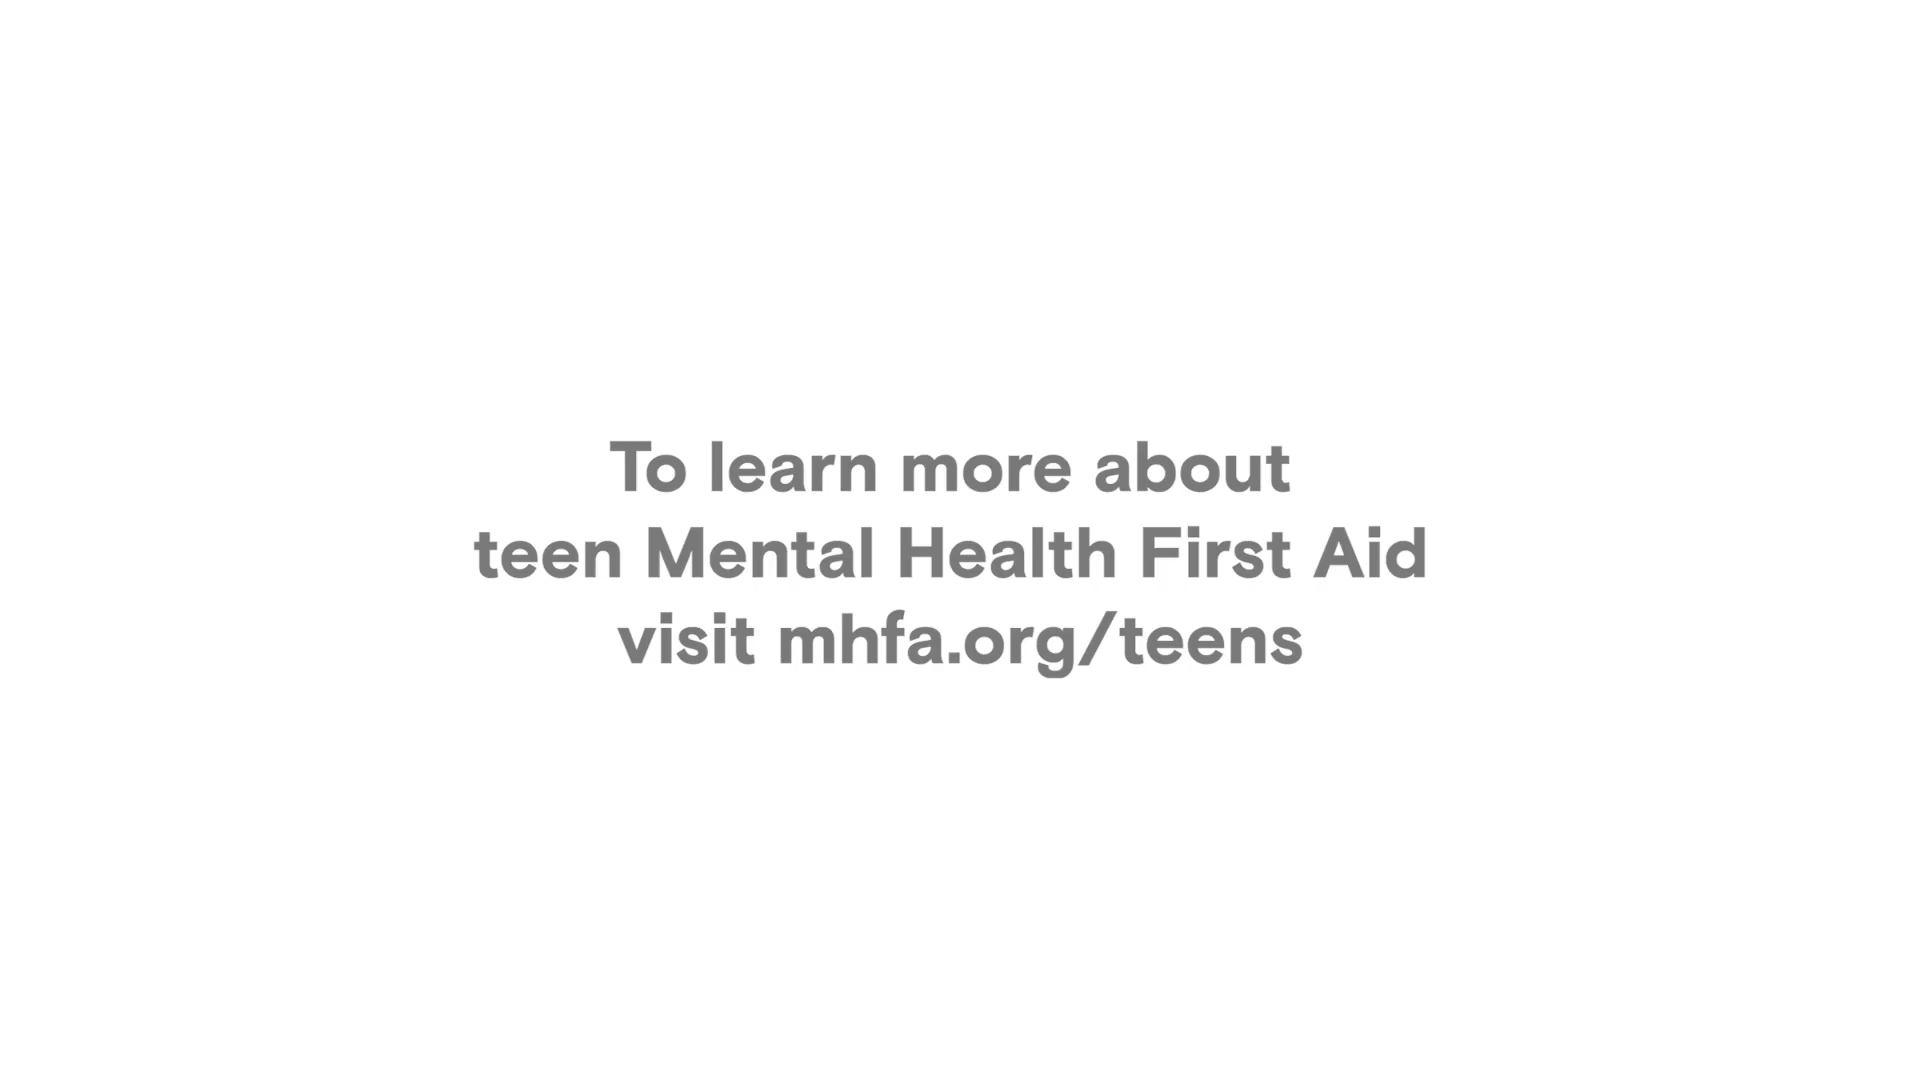 To learn more about
teen Mental Health First Aid
visit mhfa.org/teens